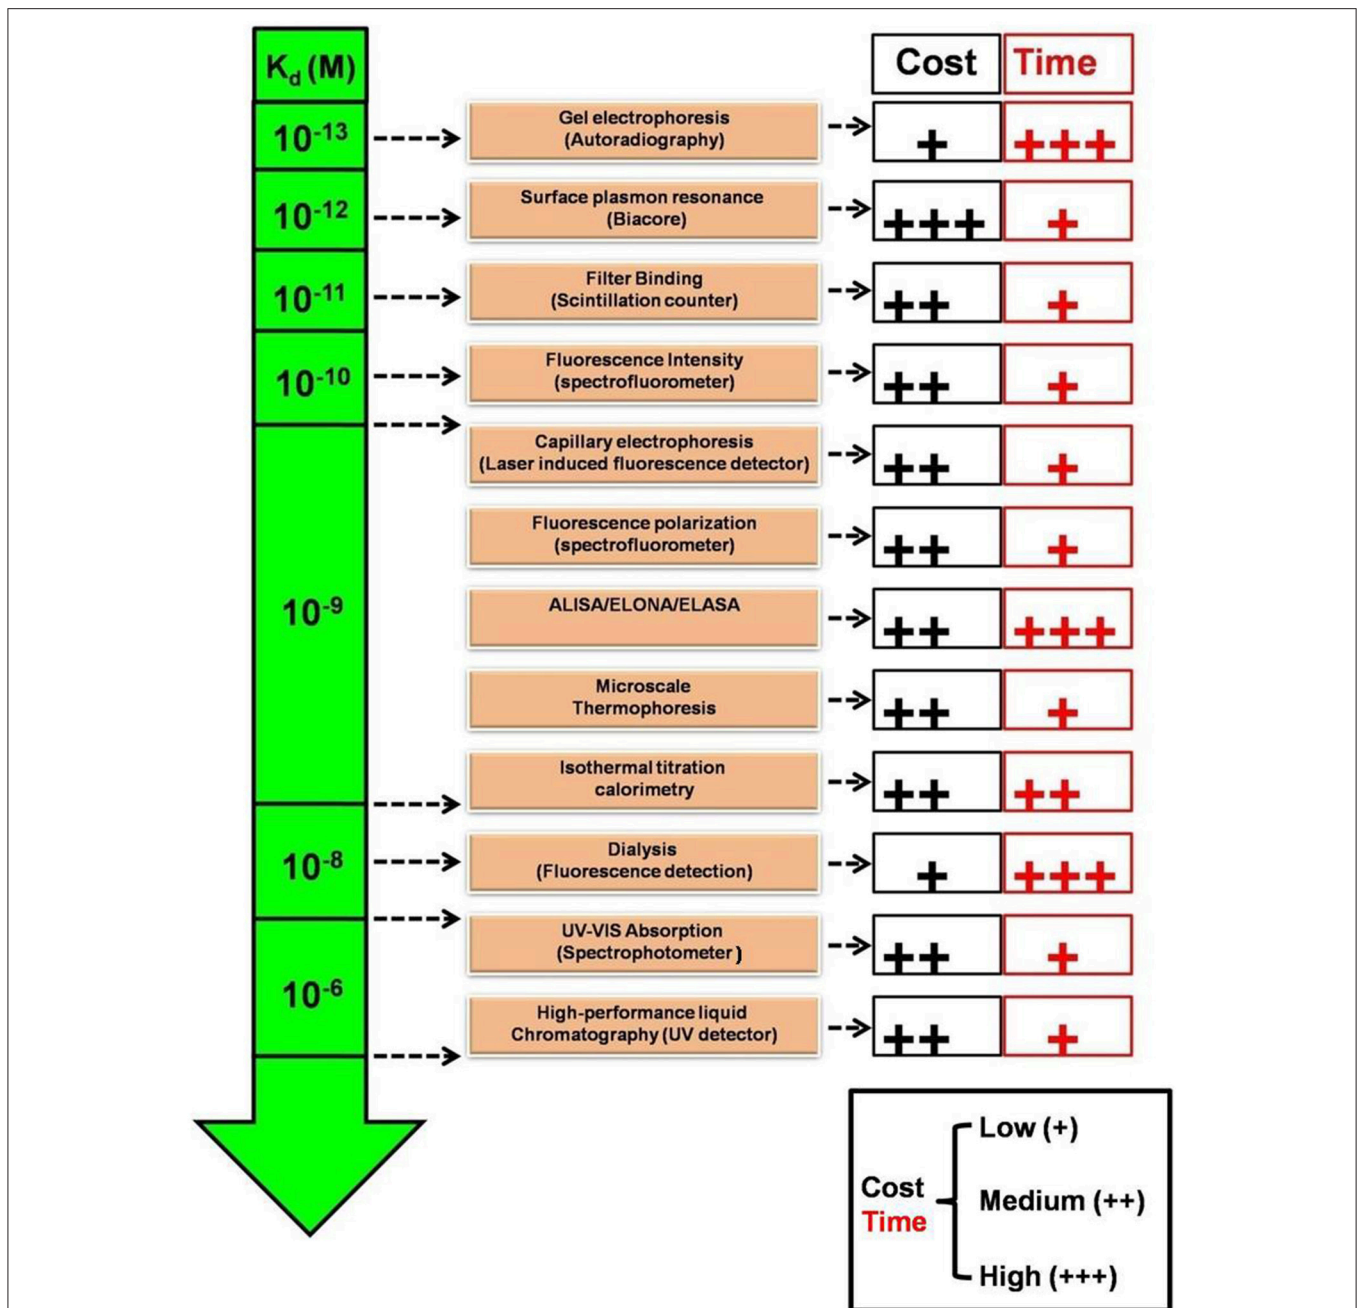 Kd (M)
Cost
Time
10-13
Gel electrophoresis
(Autoradiography)
+
+++
10-12
Surface plasmon resonance
(Biacore)
+++
+
10-11
Filter Binding
(Scintillation counter)
++
+
10-10
Fluorescence Intensity
(spectrofluorometer)
++
+
Capillary electrophoresis
(Laser induced fluorescence detector)
++
+
Fluorescence polarization
(spectrofluorometer)
++
+
10-9
ALISA/ELONA/ELASA
++
+++
Microscale
Thermophoresis
++
+
Isothermal titration
calorimetry
++
++
10-8
Dialysis
(Fluorescence detection)
+
+++
UV-VIS Absorption
(Spectrophotometer)
++
+
10-6
High-performance liquid
Chromatography (UV detector)
++
+
Cost
Time
Low (+)
Medium (++)
High (+++)